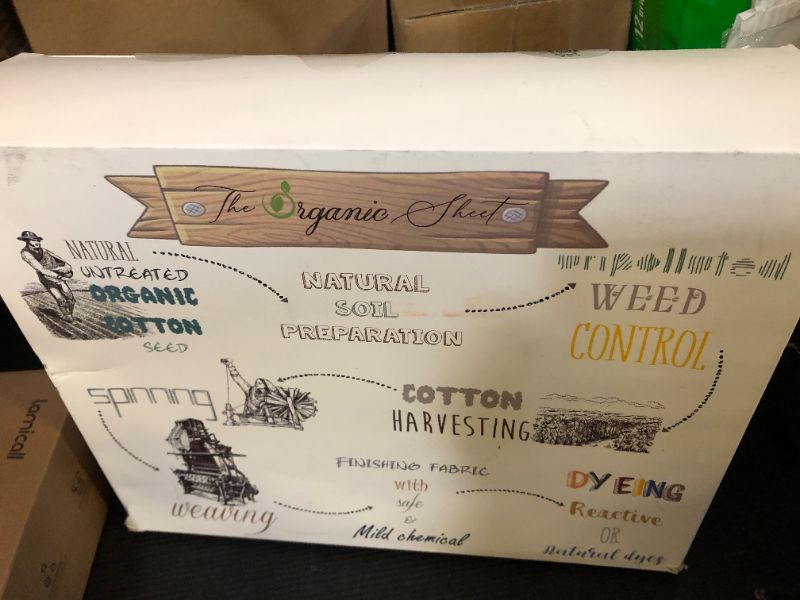 The Organic Sheet
NATURAL
UNTREATED
ORGANIC
COTTON
SEED
NATURAL
SOIL
PREPARATION
WEED
CONTROL
COTTON
HARVESTING
spinning
weaving
FINISHING FABRIC
with
safe
&
Mild chemical
DYEING
Reactive
OR
Natural dyes
lamicall